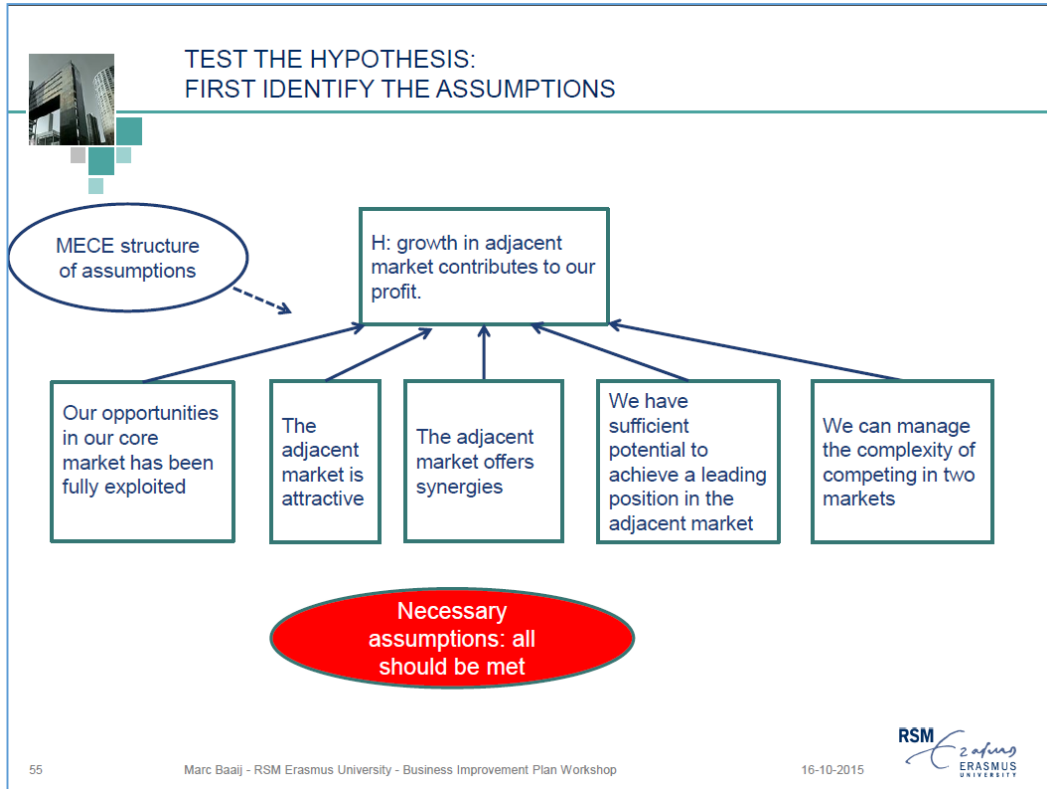 TEST THE HYPOTHESIS:
FIRST IDENTIFY THE ASSUMPTIONS
MECE structure
of assumptions
H: growth in adjacent
market contributes to our
profit.
Our opportunities
in our core
market has been
fully exploited
The
adjacent
market is
attractive
The adjacent
market offers
synergies
We have
sufficient
potential to
achieve a leading
position in the
adjacent market
We can manage
the complexity of
competing in two
markets
Necessary
assumptions: all
should be met
55
Marc Baaij - RSM Erasmus University - Business Improvement Plan Workshop
16-10-2015
RSM
Erasmus
ERASMUS
UNIVERSITY